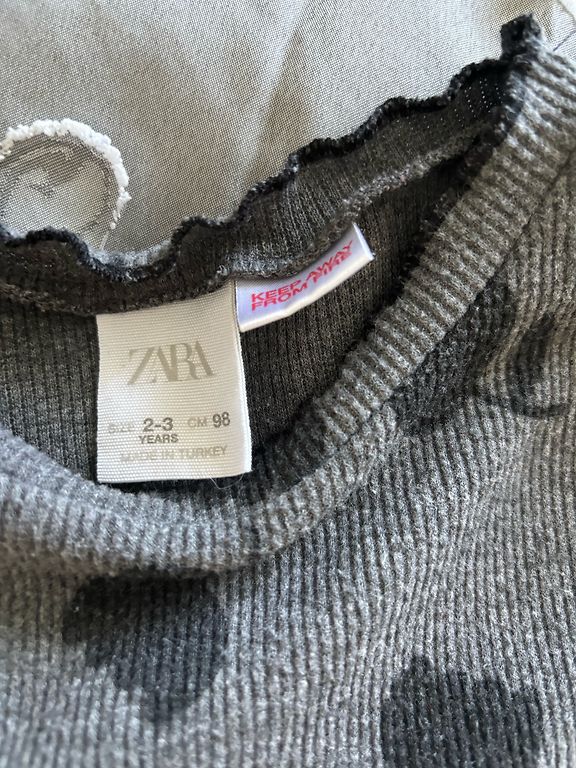 KEEP AWAY
FROM FIRE
ZARA
SIZE 2-3 CM 98
YEARS
MADE IN TURKEY